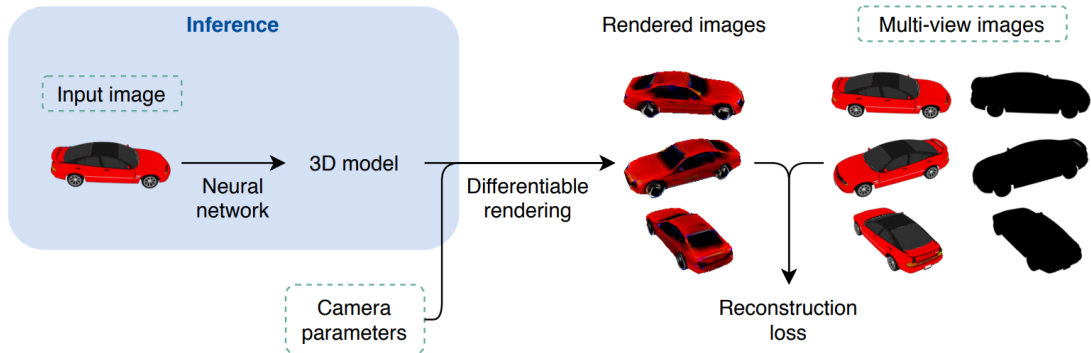 Inference
Rendered images
Multi-view images
Input image
3D model
Neural
network
Differentiable
rendering
Camera
parameters
Reconstruction
loss